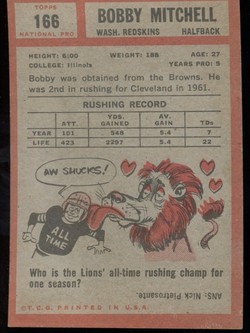 TOPPS
166
NATIONAL PRO
BOBBY MITCHELL
WASH. REDSKINS HALFBACK
HEIGHT: 6:00 WEIGHT: 188 AGE: 27
COLLEGE: Illinois YEARS PRO: 5
Bobby was obtained from the Browns. He was 2nd in rushing for Cleveland in 1961.
RUSHING RECORD
ATT. YDS. GAINED AV. GAIN TDs
YEAR 101 548 5.4 7
LIFE 423 2297 5.4 22
AW SHUCKS!
ALL TIME
Who is the Lions' all-time rushing champ for one season?
ANS: Nick Pietrosante.
©T.C.G. PRINTED IN U.S.A.